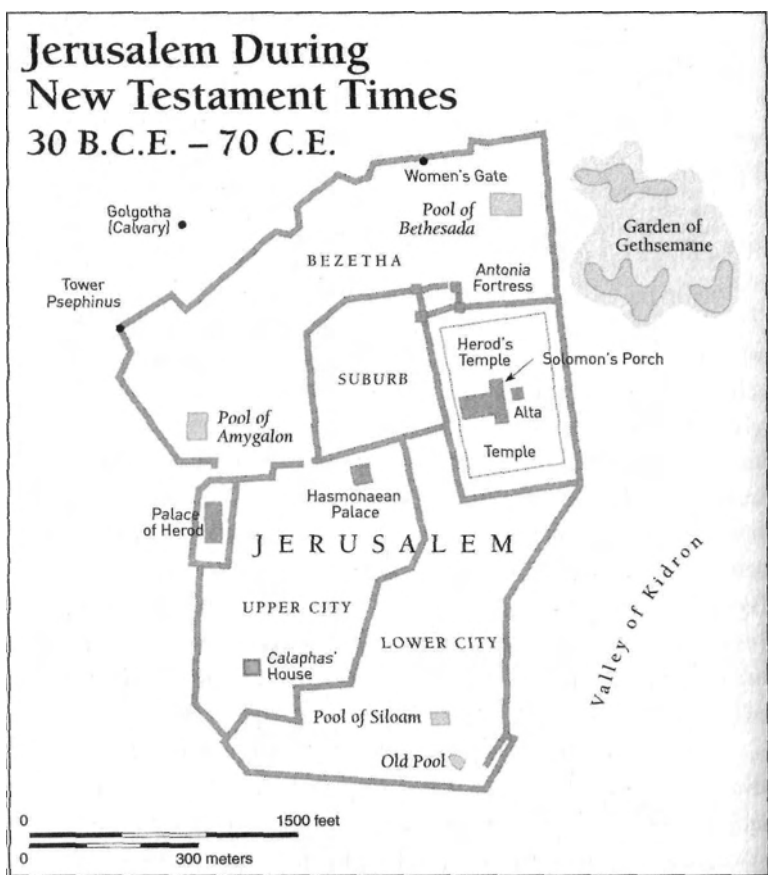 Jerusalem During
New Testament Times
30 B.C.E. – 70 C.E.
Women's Gate
Golgotha
(Calvary)
Pool of
Bethesada
Garden of
Gethsemane
BEZETHA
Antonia
Fortress
Tower
Psephinus
Herod's
Temple
Solomon's Porch
SUBURB
Alta
Pool of
Amygalon
Temple
Hasmonaean
Palace
Palace
of Herod
JERUSALEM
UPPER CITY
LOWER CITY
Valley of Kidron
Calaphas'
House
Pool of Siloam
Old Pool
0 1500 feet
0 300 meters